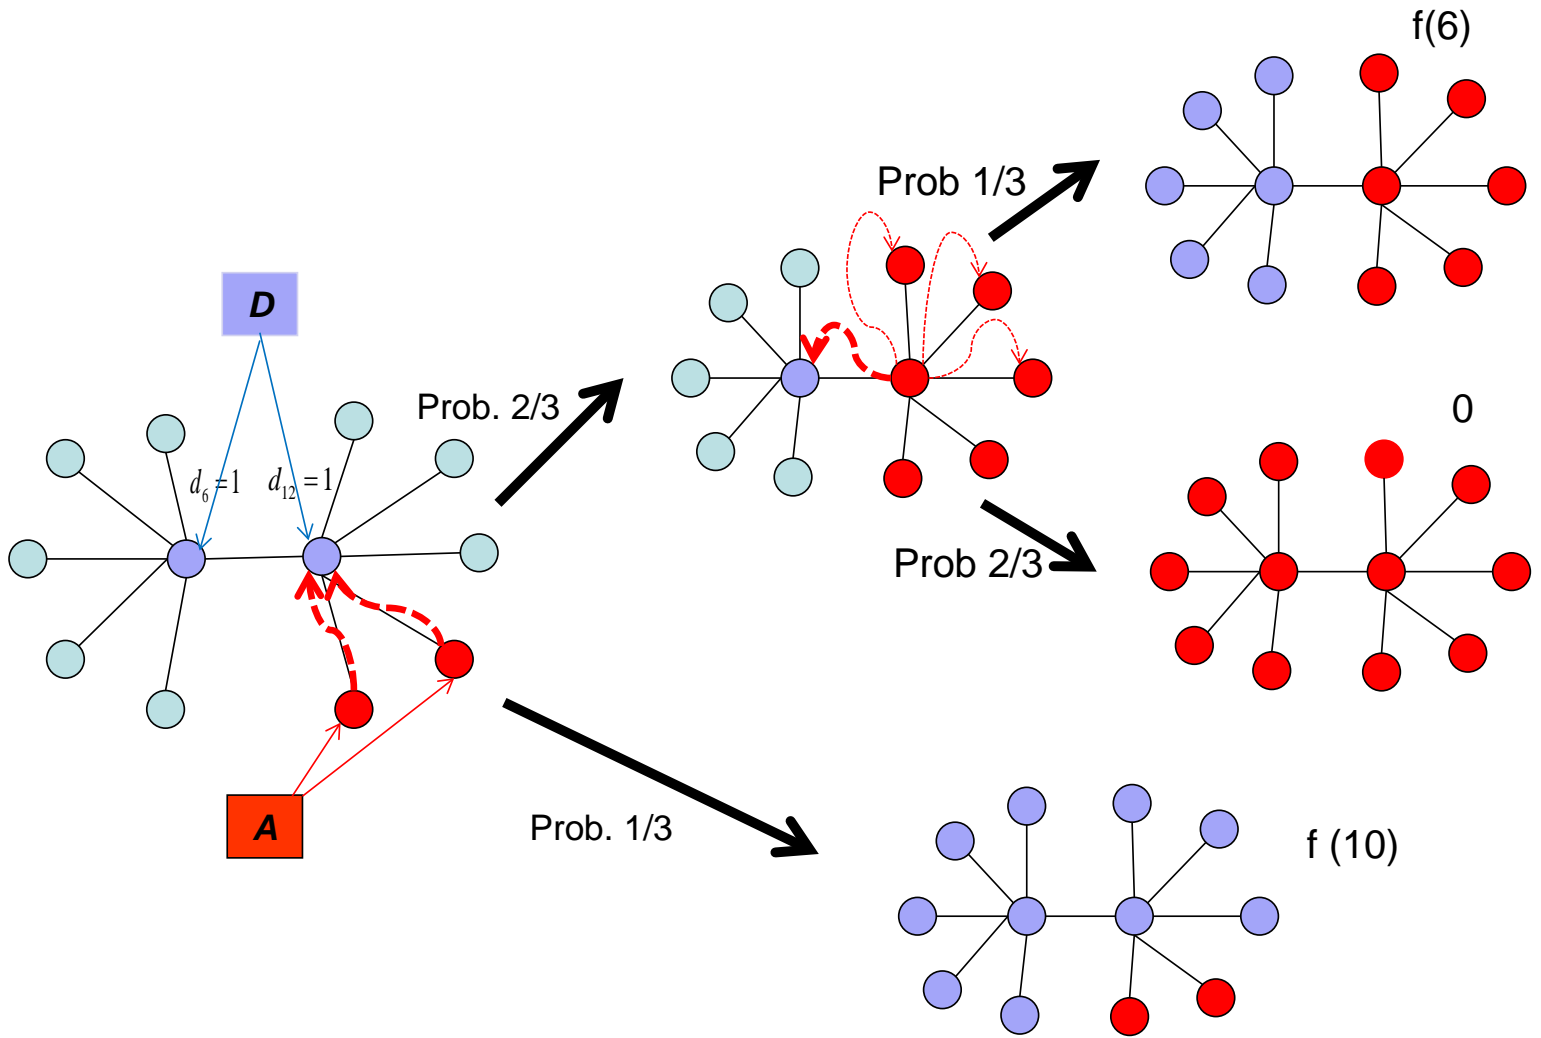 f(6)
Prob 1/3
D
Prob. 2/3
0
d₆=1
d₁₂=1
Prob 2/3
A
Prob. 1/3
f (10)